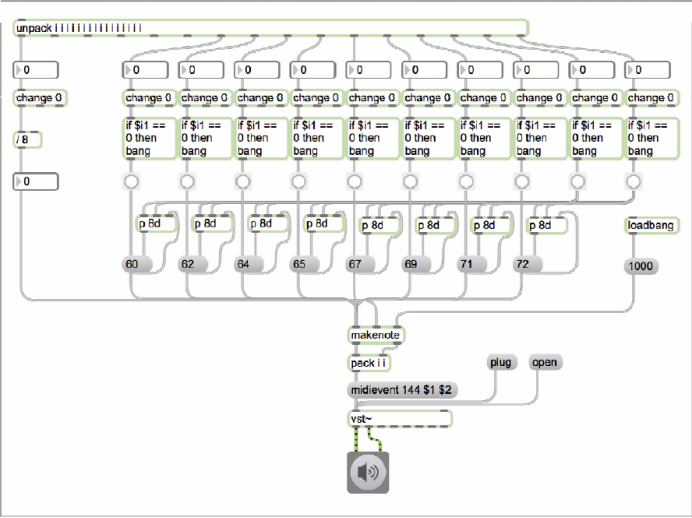 unpack i i i i i i i i i i i i i i i i
0 0 0 0 0 0 0 0 0 0 0
change 0 change 0 change 0 change 0 change 0 change 0 change 0 change 0 change 0 change 0 change 0
if $i1 == if $i1 == if $i1 == if $i1 == if $i1 == if $i1 == if $i1 == if $i1 == if $i1 == if $i1 ==
/ 8 0 then 0 then 0 then 0 then 0 then 0 then 0 then 0 then 0 then 0 then
bang bang bang bang bang bang bang bang bang bang
0
p 8d p 8d p 8d p 8d p 8d p 8d p 8d p 8d loadbang
60 62 64 65 67 69 71 72 1000
makenote
pack i i plug open
midievent 144 $1 $2
vst~